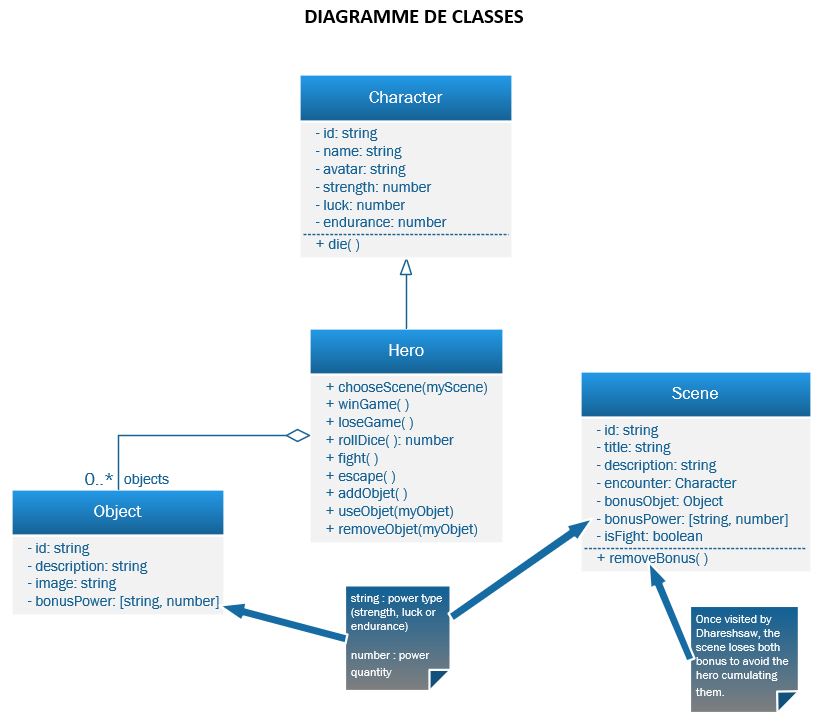 DIAGRAMME DE CLASSES
Character
- id: string
- name: string
- avatar: string
- strength: number
- luck: number
- endurance: number
+ die( )
Hero
+ chooseScene(myScene)
+ winGame( )
+ loseGame( )
+ rollDice( ): number
+ fight( )
+ escape( )
+ addObjet( )
+ useObjet(myObjet)
+ removeObjet(myObjet)
Scene
- id: string
- title: string
- description: string
- encounter: Character
- bonusObjet: Object
- bonusPower: [string, number]
- isFight: boolean
+ removeBonus( )
0..* objects
Object
- id: string
- description: string
- image: string
- bonusPower: [string, number]
string : power type
(strength, luck or
endurance)
number : power
quantity
Once visited by
Dhareshsaw, the
scene loses both
bonus to avoid the
hero cumulating
them.